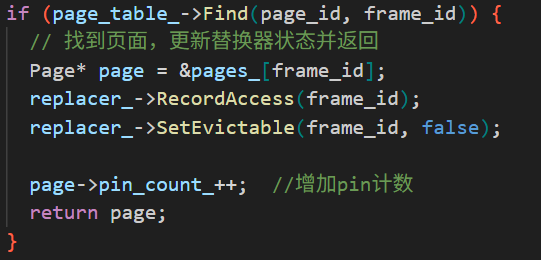 if (page_table_->Find(page_id, frame_id)) {
// 找到页面，更新替换器状态并返回
Page* page = &pages_[frame_id];
replacer_->RecordAccess(frame_id);
replacer_->SetEvictable(frame_id, false);
page->pin_count_++;  //增加pin计数
return page;
}